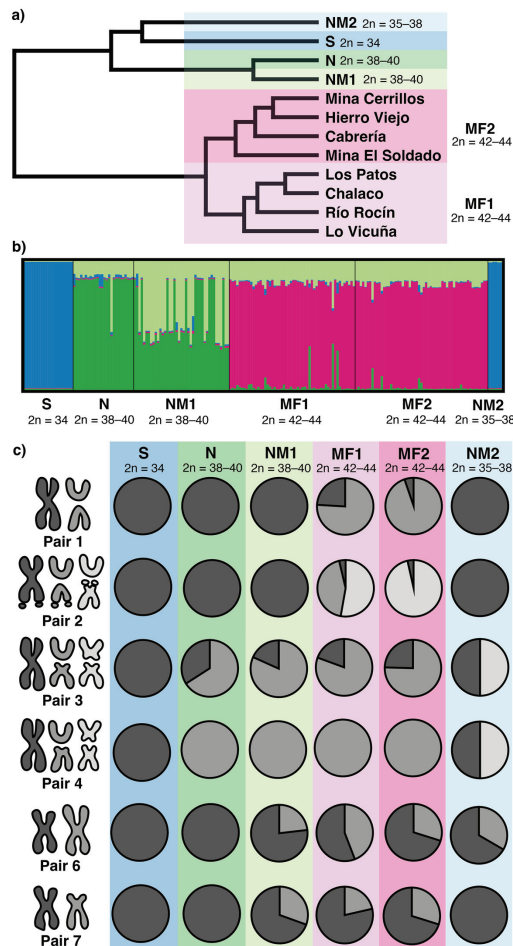 a)
NM2 2n = 35–38
S 2n = 34
N 2n = 38–40
NM1 2n = 38–40
Mina Cerrillos
Hierro Viejo
Cabrería
Mina El Soldado
MF2
2n = 42–44
Los Patos
Chalaco
Río Rocín
Lo Vicuña
MF1
2n = 42–44
b)
S N NM1 MF1 MF2 NM2
2n = 34 2n = 38–40 2n = 38–40 2n = 42–44 2n = 42–44 2n = 35–38
c)
S N NM1 MF1 MF2 NM2
2n = 34 2n = 38–40 2n = 38–40 2n = 42–44 2n = 42–44 2n = 35–38
Pair 1
Pair 2
Pair 3
Pair 4
Pair 6
Pair 7